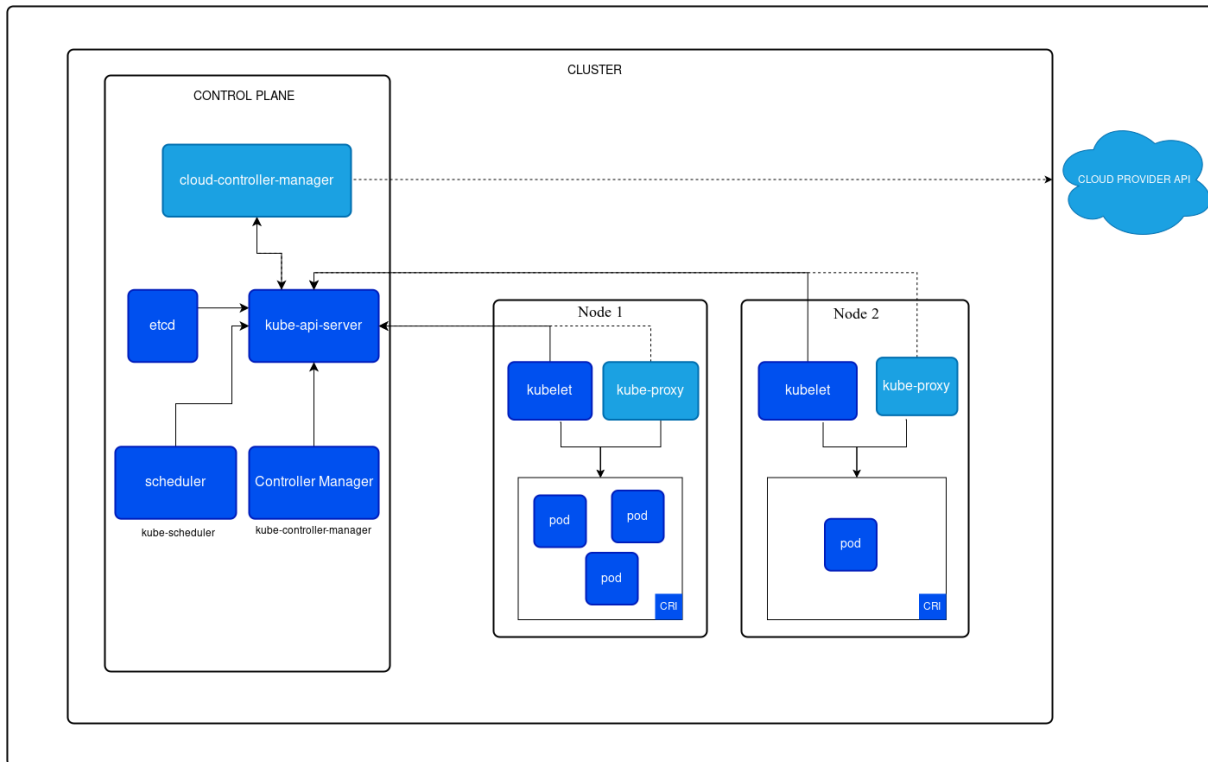 CLUSTER
CONTROL PLANE
cloud-controller-manager
CLOUD PROVIDER API
etcd
kube-api-server
Node 1
Node 2
kubelet
kube-proxy
kubelet
kube-proxy
scheduler
Controller Manager
kube-scheduler
kube-controller-manager
pod
pod
pod
CRI
pod
CRI